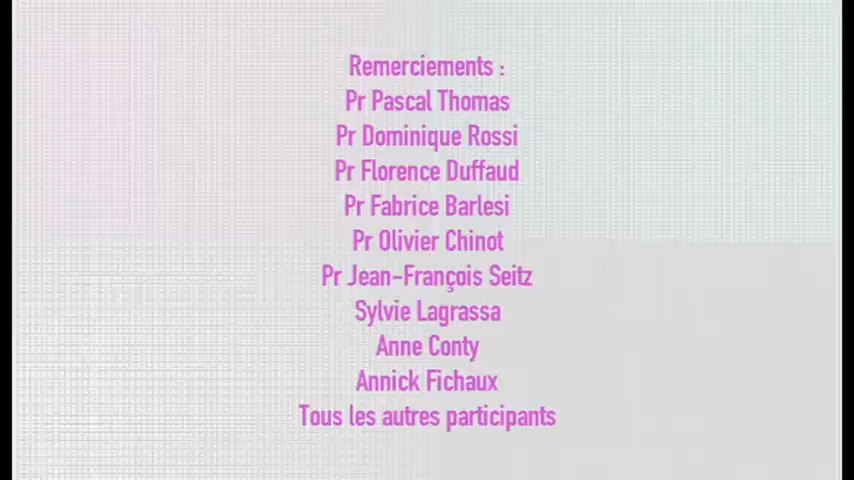 Remerciements :
Pr Pascal Thomas
Pr Dominique Rossi
Pr Florence Duffaud
Pr Fabrice Barlesi
Pr Olivier Chinot
Pr Jean-François Seitz
Sylvie Lagrassa
Anne Conty
Annick Fichaux
Tous les autres participants